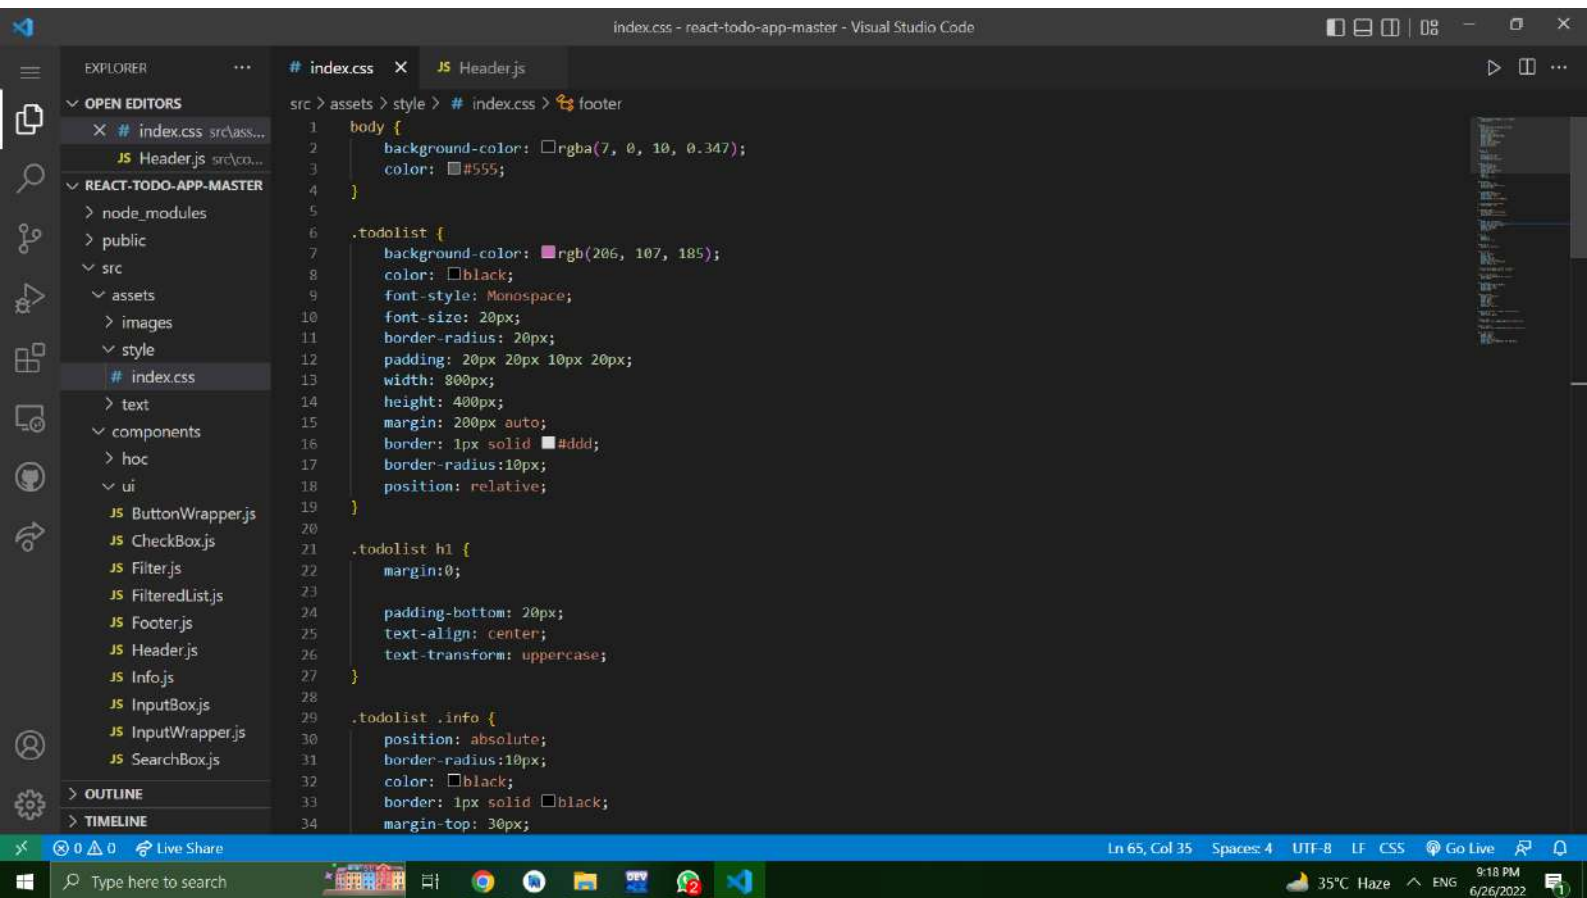 index.css - react-todo-app-master - Visual Studio Code
EXPLORER
# index.css
JS Header.js
OPEN EDITORS
# index.css src\ass...
JS Header.js src\co...
REACT-TODO-APP-MASTER
node_modules
public
src
assets
images
style
# index.css
text
components
hoc
ui
JS ButtonWrapper.js
JS CheckBox.js
JS Filter.js
JS FilteredList.js
JS Footer.js
JS Header.js
JS Info.js
JS InputBox.js
JS InputWrapper.js
JS SearchBox.js
OUTLINE
TIMELINE
src > assets > style > # index.css > footer
1 body {
2 background-color: rgba(7, 0, 10, 0.347);
3 color: #555;
4 }
5
6 .todolist {
7 background-color: rgb(206, 107, 185);
8 color: black;
9 font-style: Monospace;
10 font-size: 20px;
11 border-radius: 20px;
12 padding: 20px 20px 10px 20px;
13 width: 800px;
14 height: 400px;
15 margin: 200px auto;
16 border: 1px solid #ddd;
17 border-radius:10px;
18 position: relative;
19 }
20
21 .todolist h1 {
22 margin:0;
23
24 padding-bottom: 20px;
25 text-align: center;
26 text-transform: uppercase;
27 }
28
29 .todolist .info {
30 position: absolute;
31 border-radius:10px;
32 color: black;
33 border: 1px solid black;
34 margin-top: 30px;
0 0 Live Share
Ln 65, Col 35 Spaces: 4 UTF-8 LF CSS Go Live
Type here to search
DEV
2
35°C Haze ENG
9:18 PM
6/26/2022
1